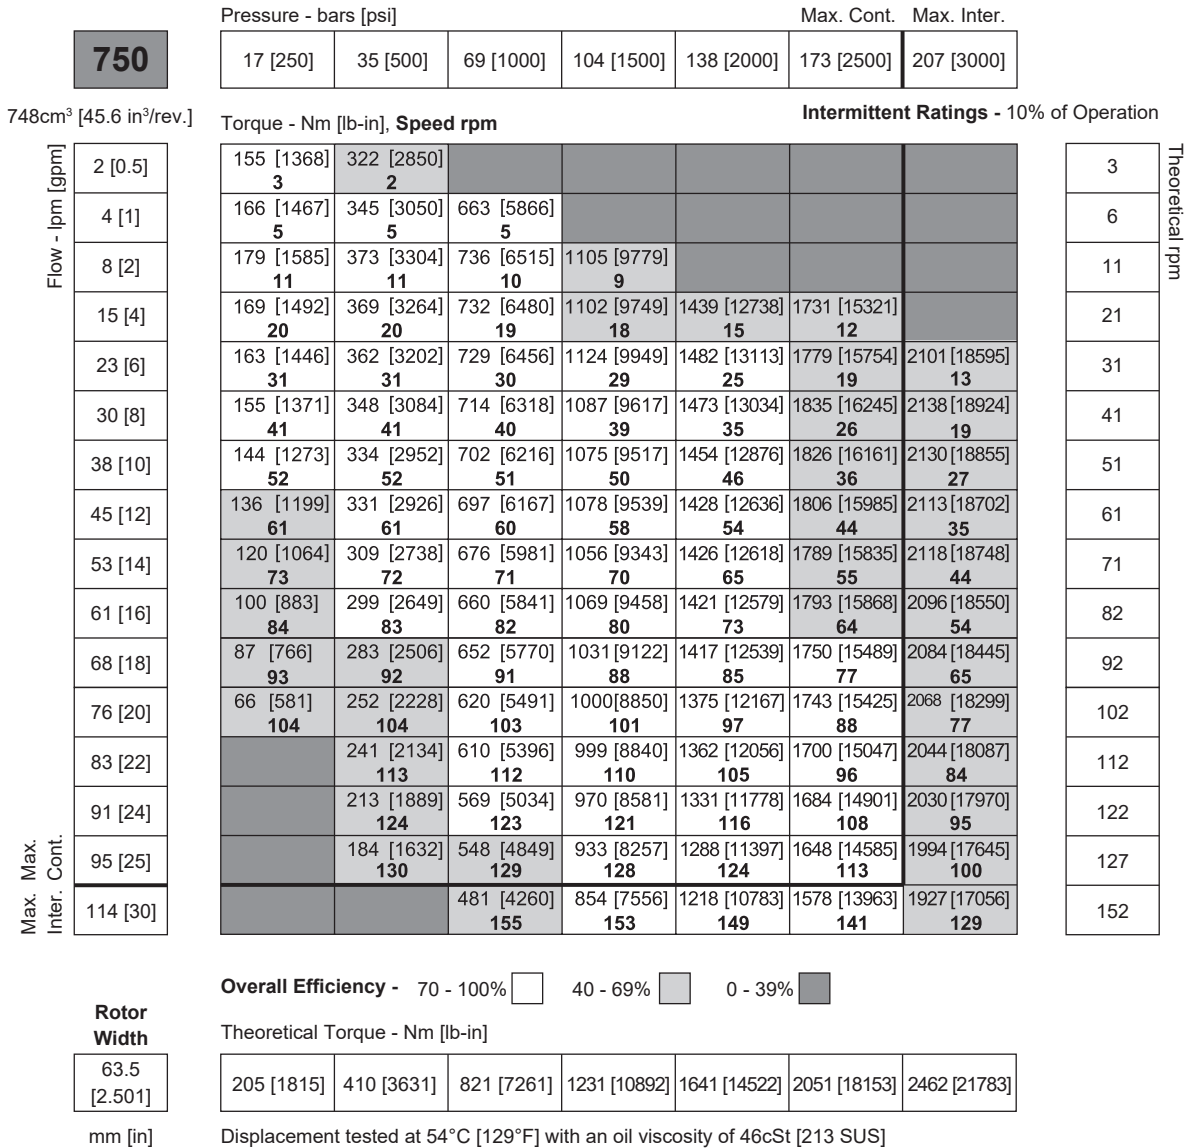 Pressure - bars [psi] Max. Cont. Max. Inter.
750 17 [250] 35 [500] 69 [1000] 104 [1500] 138 [2000] 173 [2500] 207 [3000]
748cm³ [45.6 in³/rev.] Torque - Nm [lb-in], Speed rpm Intermittent Ratings - 10% of Operation
Flow - lpm [gpm]
Theoretical rpm
2 [0.5] 155 [1368] 322 [2850] 3
3 2
4 [1] 166 [1467] 345 [3050] 663 [5866] 6
5 5 5
8 [2] 179 [1585] 373 [3304] 736 [6515] 1105 [9779] 11
11 11 10 9
15 [4] 169 [1492] 369 [3264] 732 [6480] 1102 [9749] 1439 [12738] 1731 [15321] 21
20 20 19 18 15 12
23 [6] 163 [1446] 362 [3202] 729 [6456] 1124 [9949] 1482 [13113] 1779 [15754] 2101 [18595] 31
31 31 30 29 25 19 13
30 [8] 155 [1371] 348 [3084] 714 [6318] 1087 [9617] 1473 [13034] 1835 [16245] 2138 [18924] 41
41 41 40 39 35 26 19
38 [10] 144 [1273] 334 [2952] 702 [6216] 1075 [9517] 1454 [12876] 1826 [16161] 2130 [18855] 51
52 52 51 50 46 36 27
45 [12] 136 [1199] 331 [2926] 697 [6167] 1078 [9539] 1428 [12636] 1806 [15985] 2113 [18702] 61
61 61 60 58 54 44 35
53 [14] 120 [1064] 309 [2738] 676 [5981] 1056 [9343] 1426 [12618] 1789 [15835] 2118 [18748] 71
73 72 71 70 65 55 44
61 [16] 100 [883] 299 [2649] 660 [5841] 1069 [9458] 1421 [12579] 1793 [15868] 2096 [18550] 82
84 83 82 80 73 64 54
68 [18] 87 [766] 283 [2506] 652 [5770] 1031 [9122] 1417 [12539] 1750 [15489] 2084 [18445] 92
93 92 91 88 85 77 65
76 [20] 66 [581] 252 [2228] 620 [5491] 1000[8850] 1375 [12167] 1743 [15425] 2068 [18299] 102
104 104 103 101 97 88 77
83 [22] 241 [2134] 610 [5396] 999 [8840] 1362 [12056] 1700 [15047] 2044 [18087] 112
113 112 110 105 96 84
91 [24] 213 [1889] 569 [5034] 970 [8581] 1331 [11778] 1684 [14901] 2030 [17970] 122
124 123 121 116 108 95
Max. Cont.
95 [25] 184 [1632] 548 [4849] 933 [8257] 1288 [11397] 1648 [14585] 1994 [17645] 127
130 129 128 124 113 100
Max. Inter.
114 [30] 481 [4260] 854 [7556] 1218 [10783] 1578 [13963] 1927 [17056] 152
155 153 149 141 129
Overall Efficiency - 70 - 100% 40 - 69% 0 - 39%
Rotor Width
Theoretical Torque - Nm [lb-in]
63.5 [2.501] 205 [1815] 410 [3631] 821 [7261] 1231 [10892] 1641 [14522] 2051 [18153] 2462 [21783]
mm [in] Displacement tested at 54°C [129°F] with an oil viscosity of 46cSt [213 SUS]